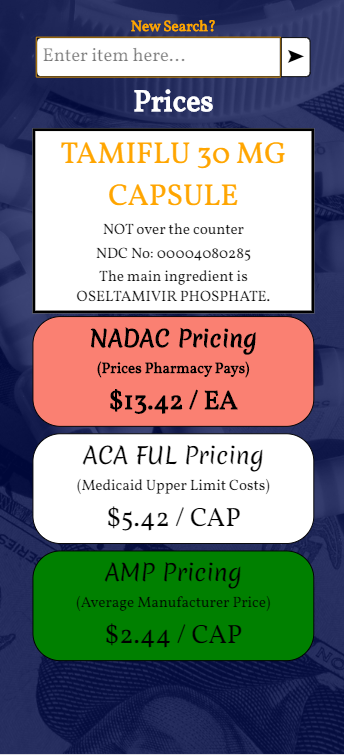 New Search?
Enter item here...
Prices
TAMIFLU 30 MG
CAPSULE
NOT over the counter
NDC No: 00004080285
The main ingredient is
OSELTAMIVIR PHOSPHATE.
NADAC Pricing
(Prices Pharmacy Pays)
$13.42 / EA
ACA FUL Pricing
(Medicaid Upper Limit Costs)
$5.42 / CAP
AMP Pricing
(Average Manufacturer Price)
$2.44 / CAP